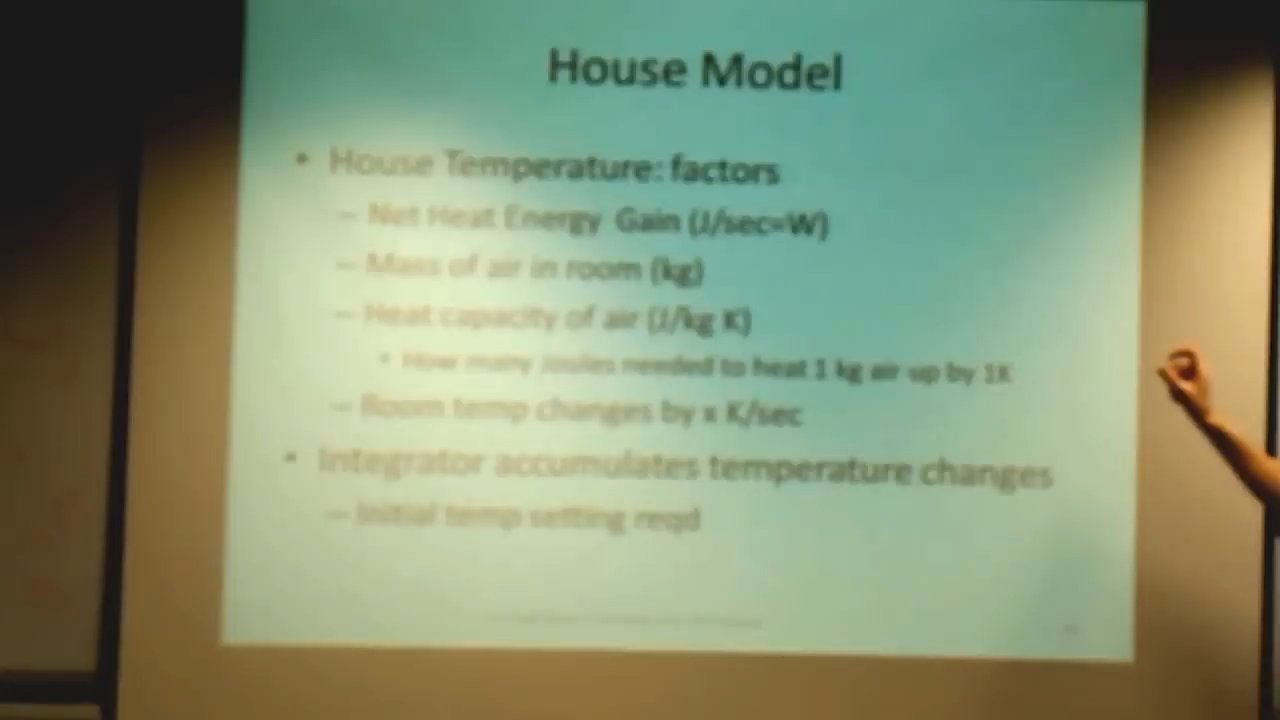 House Model
• House Temperature: factors
– Net Heat Energy Gain (J/sec=W)
– Mass of air in room (kg)
– Heat capacity of air (J/kg K)
• How many Joules needed to heat 1 kg air up by 1K
– Room temp changes by x K/sec
• Integrator accumulates temperature changes
– Initial temp setting reqd